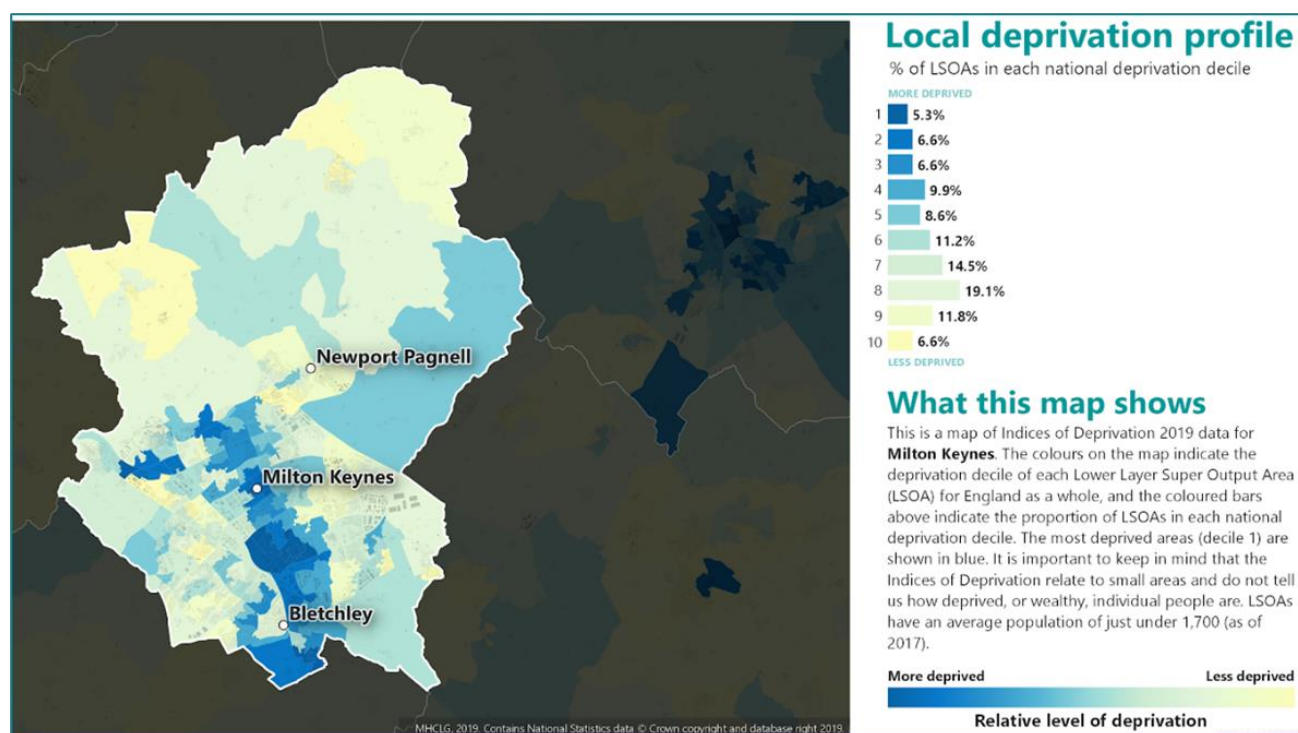 Local deprivation profile
% of LSOAs in each national deprivation decile
MORE DEPRIVED
1 5.3%
2 6.6%
3 6.6%
4 9.9%
5 8.6%
6 11.2%
7 14.5%
8 19.1%
9 11.8%
10 6.6%
LESS DEPRIVED
Newport Pagnell
Milton Keynes
Bletchley
What this map shows
This is a map of Indices of Deprivation 2019 data for
Milton Keynes. The colours on the map indicate the
deprivation decile of each Lower Layer Super Output Area
(LSOA) for England as a whole, and the coloured bars
above indicate the proportion of LSOAs in each national
deprivation decile. The most deprived areas (decile 1) are
shown in blue. It is important to keep in mind that the
Indices of Deprivation relate to small areas and do not tell
us how deprived, or wealthy, individual people are. LSOAs
have an average population of just under 1,700 (as of
2017).
More deprived Less deprived
Relative level of deprivation
MHCLG, 2019. Contains National Statistics data © Crown copyright and database right 2019.